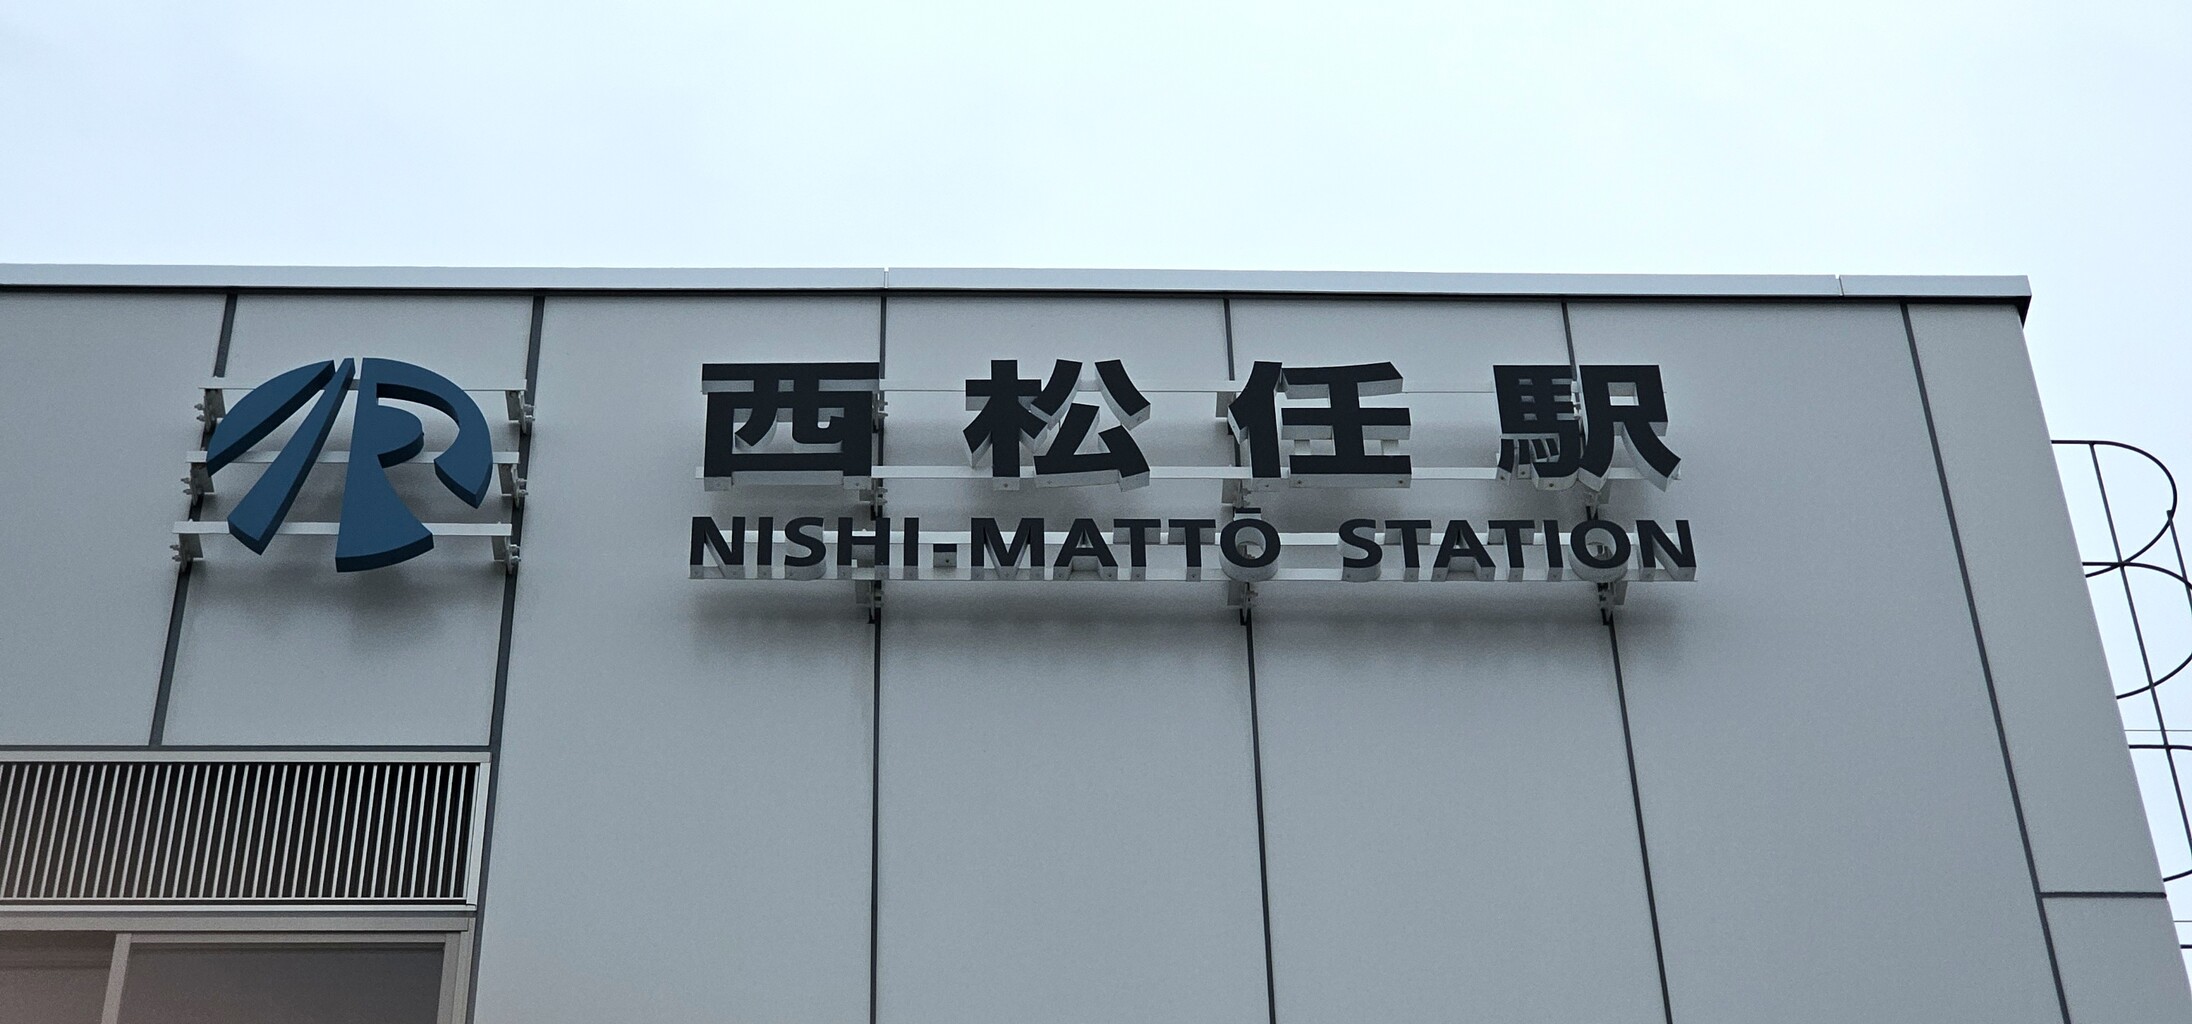 西松任駅
NISHI-MATTŌ STATION